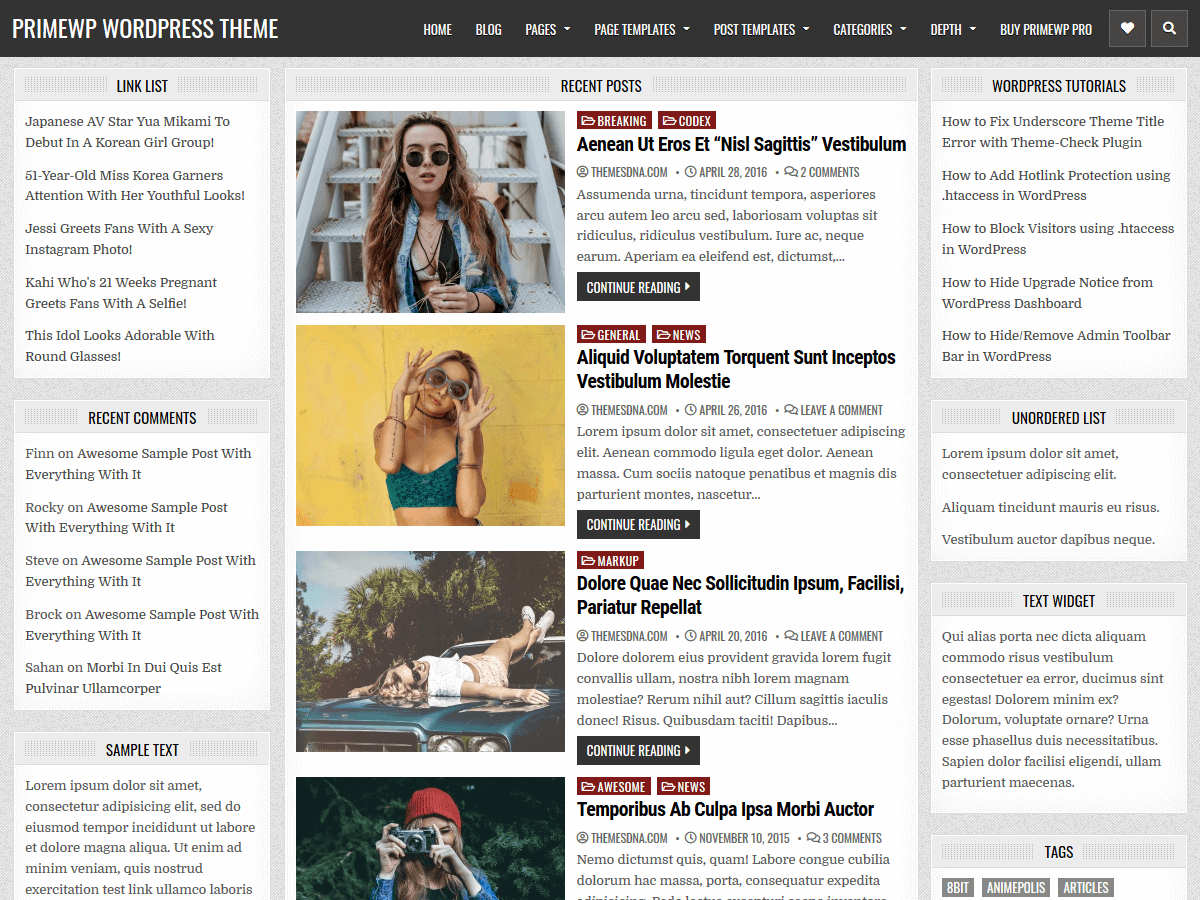 PRIMEWP WORDPRESS THEME
HOME BLOG PAGES PAGE TEMPLATES POST TEMPLATES CATEGORIES DEPTH BUY PRIMEWP PRO
LINK LIST
Japanese AV Star Yua Mikami To
Debut In A Korean Girl Group!
51-Year-Old Miss Korea Garners
Attention With Her Youthful Looks!
Jessi Greets Fans With A Sexy
Instagram Photo!
Kahi Who's 21 Weeks Pregnant
Greets Fans With A Selfie!
This Idol Looks Adorable With
Round Glasses!
RECENT COMMENTS
Finn on Awesome Sample Post With
Everything With It
Rocky on Awesome Sample Post
With Everything With It
Steve on Awesome Sample Post With
Everything With It
Brock on Awesome Sample Post With
Everything With It
Sahan on Morbi In Dui Quis Est
Pulvinar Ullamcorper
SAMPLE TEXT
Lorem ipsum dolor sit amet,
consectetur adipisicing elit, sed do
eiusmod tempor incididunt ut labore
et dolore magna aliqua. Ut enim ad
minim veniam, quis nostrud
exercitation test link ullamco laboris
RECENT POSTS
BREAKING CODEX
Aenean Ut Eros Et “Nisl Sagittis” Vestibulum
THEMESDNA.COM • APRIL 28, 2016 • 2 COMMENTS
Assumenda urna, tincidunt tempora, asperiores
arcu autem leo arcu sed, laboriosam voluptas sit
ridiculus, ridiculus vestibulum. Iure ac, neque
earum. Aperiam ea eleifend est, dictumst,...
CONTINUE READING
GENERAL NEWS
Aliquid Voluptatem Torquent Sunt Inceptos
Vestibulum Molestie
THEMESDNA.COM • APRIL 26, 2016 • LEAVE A COMMENT
Lorem ipsum dolor sit amet, consectetuer adipiscing
elit. Aenean commodo ligula eget dolor. Aenean
massa. Cum sociis natoque penatibus et magnis dis
parturient montes, nascetur...
CONTINUE READING
MARKUP
Dolore Quae Nec Sollicitudin Ipsum, Facilisi,
Pariatur Repellat
THEMESDNA.COM • APRIL 20, 2016 • LEAVE A COMMENT
Dolore dolorem eius provident gravida lorem fugit
convallis ullam, nostra nibh lorem magnam
molestiae? Rerum nihil aut? Cillum sagittis iaculis
donec! Risus. Quibusdam taciti! Dapibus...
CONTINUE READING
AWESOME NEWS
Temporibus Ab Culpa Ipsa Morbi Auctor
THEMESDNA.COM • NOVEMBER 10, 2015 • 3 COMMENTS
Nemo dictumst quis, quam! Labore congue cubilia
dolorum hac massa, porta, consequatur expedita
WORDPRESS TUTORIALS
How to Fix Underscore Theme Title
Error with Theme-Check Plugin
How to Add Hotlink Protection using
.htaccess in WordPress
How to Block Visitors using .htaccess
in WordPress
How to Hide Upgrade Notice from
WordPress Dashboard
How to Hide/Remove Admin Toolbar
Bar in WordPress
UNORDERED LIST
Lorem ipsum dolor sit amet,
consectetuer adipiscing elit.
Aliquam tincidunt mauris eu risus.
Vestibulum auctor dapibus neque.
TEXT WIDGET
Qui alias porta nec dicta aliquam
commodo risus vestibulum
consectetuer ea error, ducimus sint
egestas! Dolorem minim ex?
Dolorum, voluptate ornare? Urna
esse phasellus duis necessitatibus.
Sapien dolor facilisi eligendi, ullam
parturient maecenas.
TAGS
8BIT ANIMEPOLIS ARTICLES